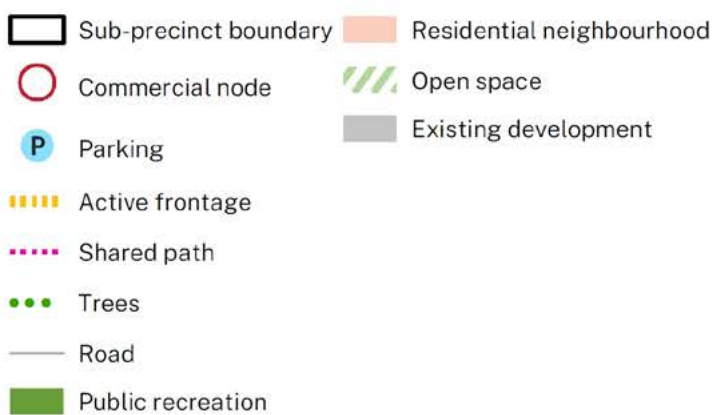 Sub-precinct boundary
Commercial node
P Parking
Active frontage
Shared path
Trees
Road
Public recreation
Residential neighbourhood
Open space
Existing development